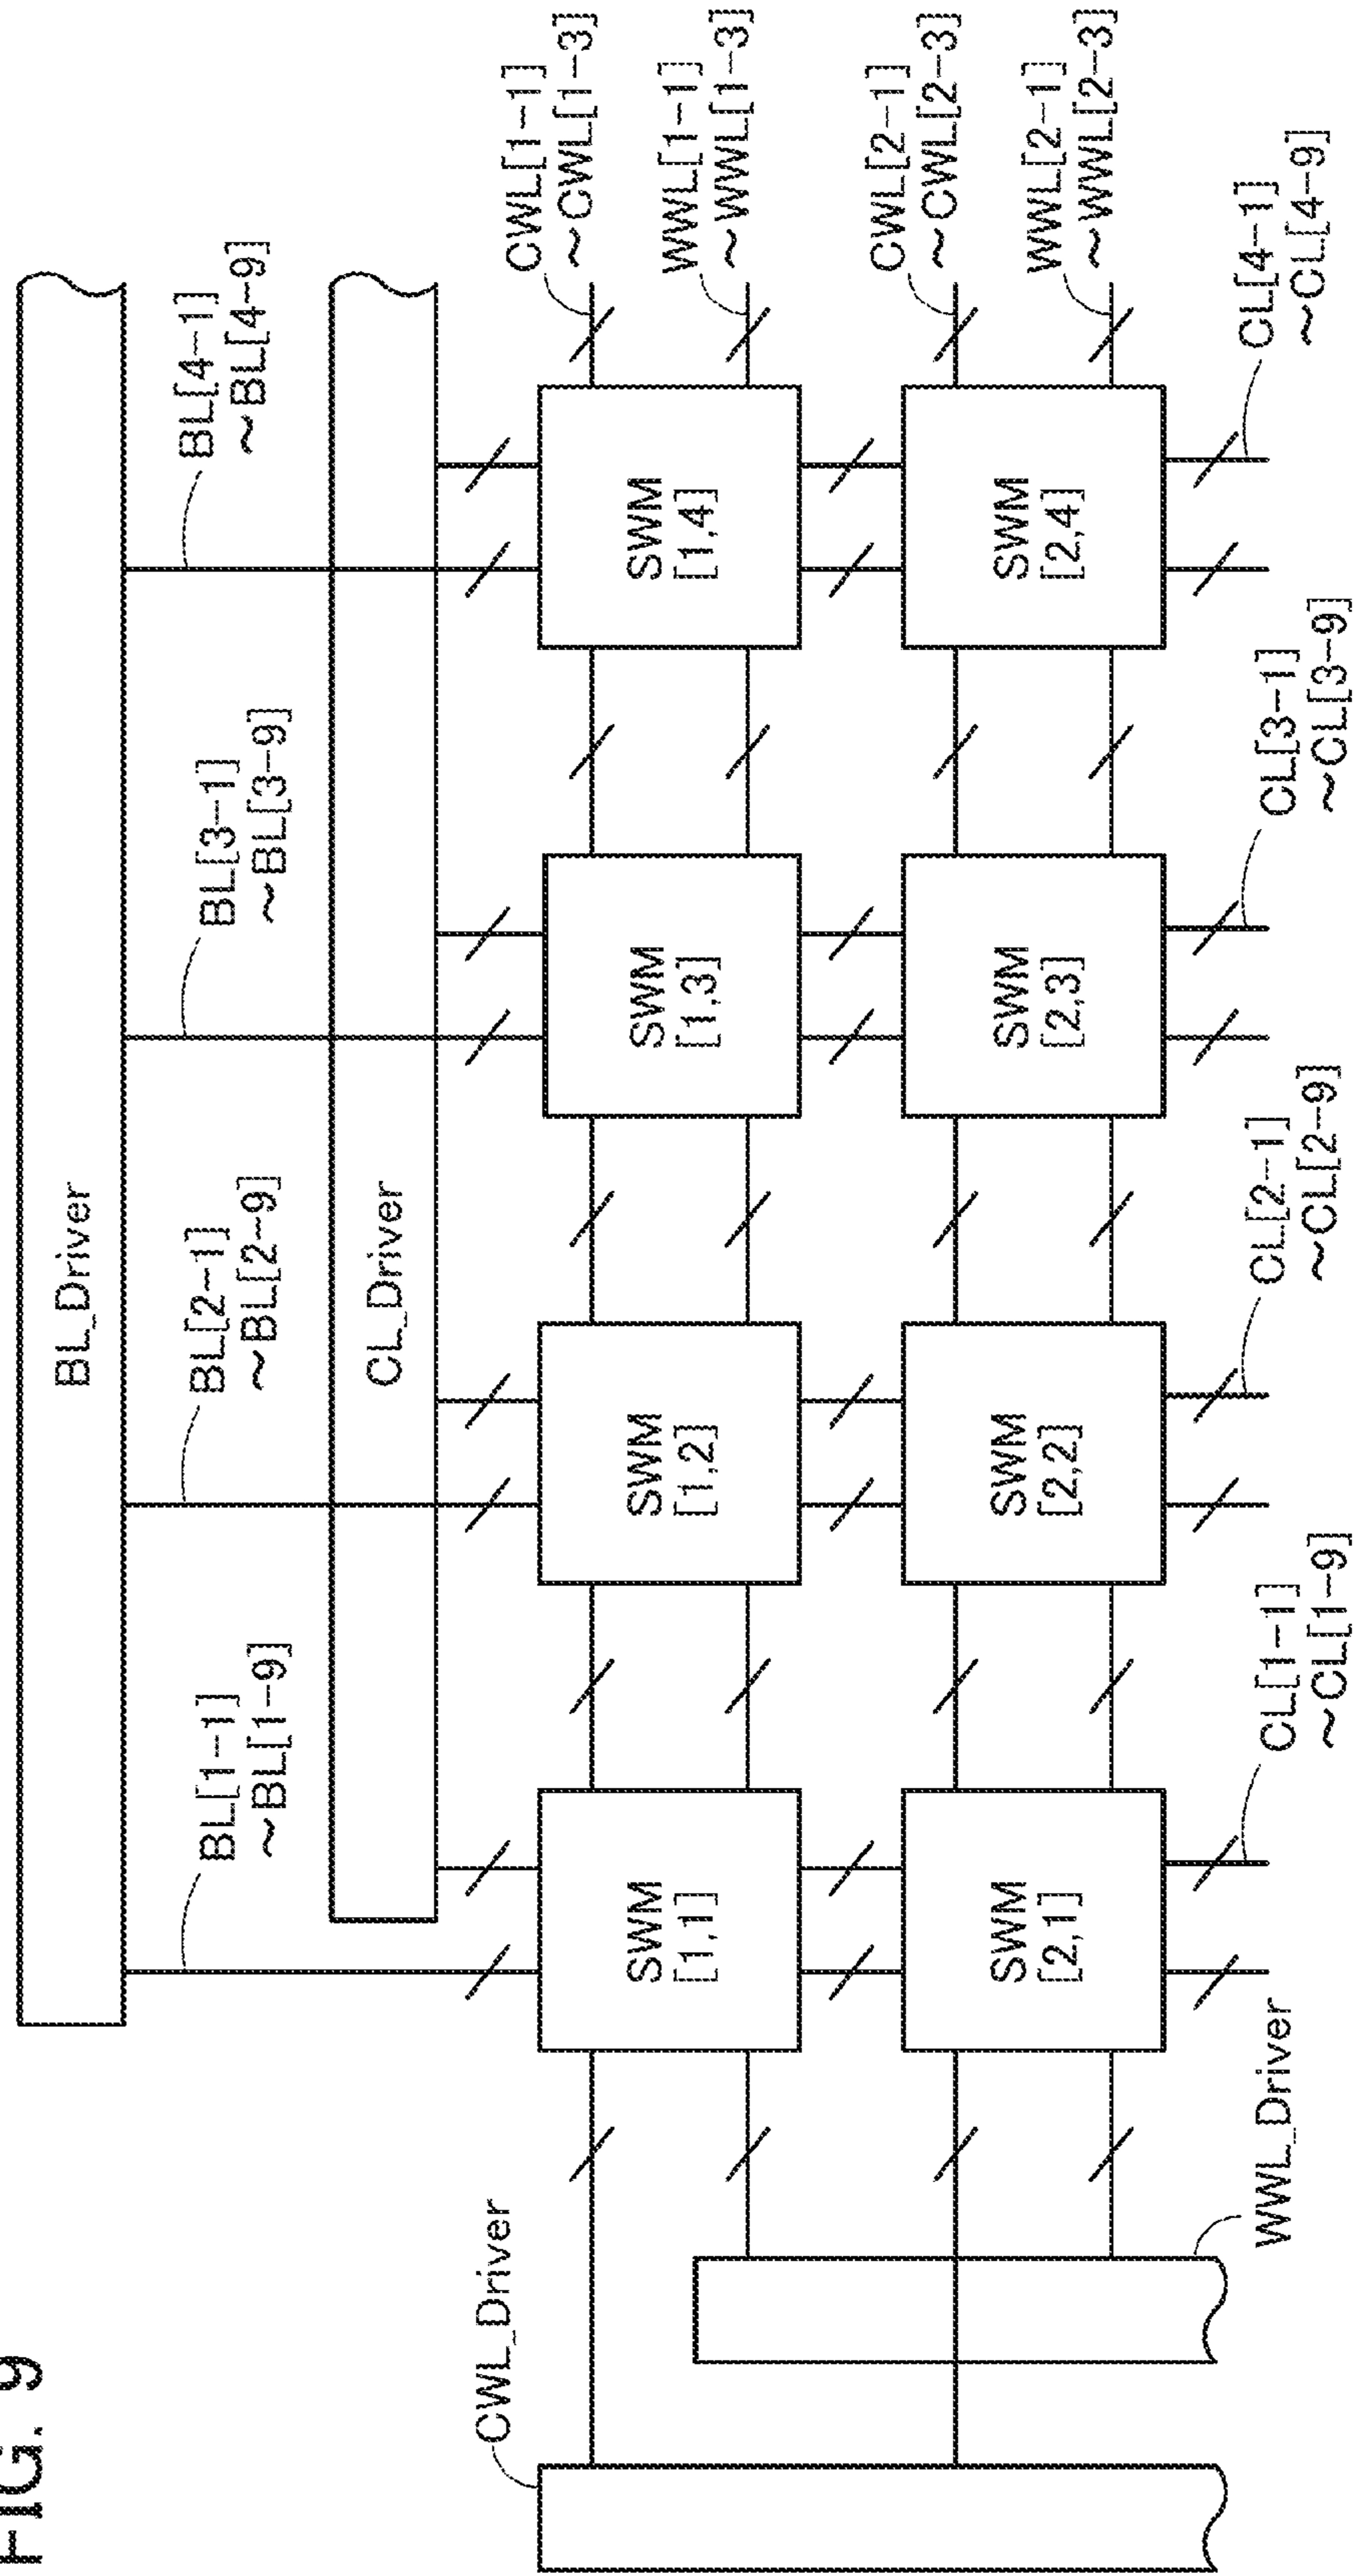 FIG. 9
BL_Driver
BL[1-1]
~BL[1-9]
BL[2-1]
~BL[2-9]
BL[3-1]
~BL[3-9]
BL[4-1]
~BL[4-9]
CL_Driver
CWL_Driver
SWM
[1,1]
SWM
[1,2]
SWM
[1,3]
SWM
[1,4]
CWL[1-1]
~CWL[1-3]
WWL[1-1]
~WWL[1-3]
SWM
[2,1]
SWM
[2,2]
SWM
[2,3]
SWM
[2,4]
CWL[2-1]
~CWL[2-3]
WWL[2-1]
~WWL[2-3]
WWL_Driver
CL[1-1]
~CL[1-9]
CL[2-1]
~CL[2-9]
CL[3-1]
~CL[3-9]
CL[4-1]
~CL[4-9]